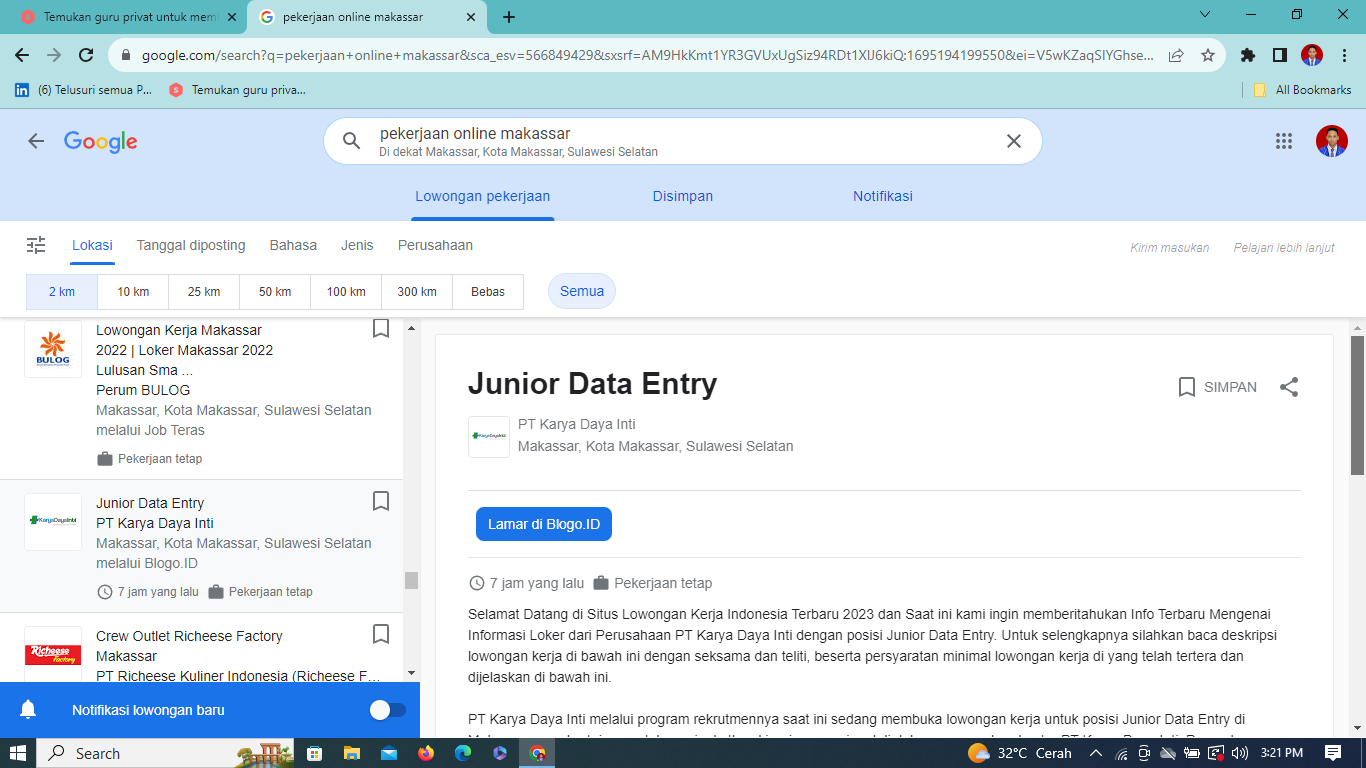 Temukan guru privat untuk mem
pekerjaan online makassar
google.com/search?q=pekerjaan+online+makassar&sca_esv=566849429&sxsrf=AM9HkKmt1YR3GVUxUgSiz94RDt1XlJ6kiQ:1695194199550&ei=V5wKZaqSIYGhse...
(6) Telusuri semua P...
Temukan guru priva...
All Bookmarks
Google
pekerjaan online makassar
Di dekat Makassar, Kota Makassar, Sulawesi Selatan
Lowongan pekerjaan
Disimpan
Notifikasi
Lokasi
Tanggal diposting
Bahasa
Jenis
Perusahaan
Kirim masukan
Pelajari lebih lanjut
2 km
10 km
25 km
50 km
100 km
300 km
Bebas
Semua
BULOG
Lowongan Kerja Makassar
2022 | Loker Makassar 2022
Lulusan Sma ...
Perum BULOG
Makassar, Kota Makassar, Sulawesi Selatan
melalui Job Teras
Pekerjaan tetap
KaryaDayaInti
Junior Data Entry
PT Karya Daya Inti
Makassar, Kota Makassar, Sulawesi Selatan
melalui Blogo.ID
7 jam yang lalu
Pekerjaan tetap
Richeese
Factory
Crew Outlet Richeese Factory
Makassar
PT Richeese Kuliner Indonesia (Richeese F...
Notifikasi lowongan baru
Junior Data Entry
SIMPAN
KaryaDayaInti
PT Karya Daya Inti
Makassar, Kota Makassar, Sulawesi Selatan
Lamar di Blogo.ID
7 jam yang lalu
Pekerjaan tetap
Selamat Datang di Situs Lowongan Kerja Indonesia Terbaru 2023 dan Saat ini kami ingin memberitahukan Info Terbaru Mengenai
Informasi Loker dari Perusahaan PT Karya Daya Inti dengan posisi Junior Data Entry. Untuk selengkapnya silahkan baca deskripsi
lowongan kerja di bawah ini dengan seksama dan teliti, beserta persyaratan minimal lowongan kerja di yang telah tertera dan
dijelaskan di bawah ini.
PT Karya Daya Inti melalui program rekrutmennya saat ini sedang membuka lowongan kerja untuk posisi Junior Data Entry di
Search
32°C Cerah
3:21 PM